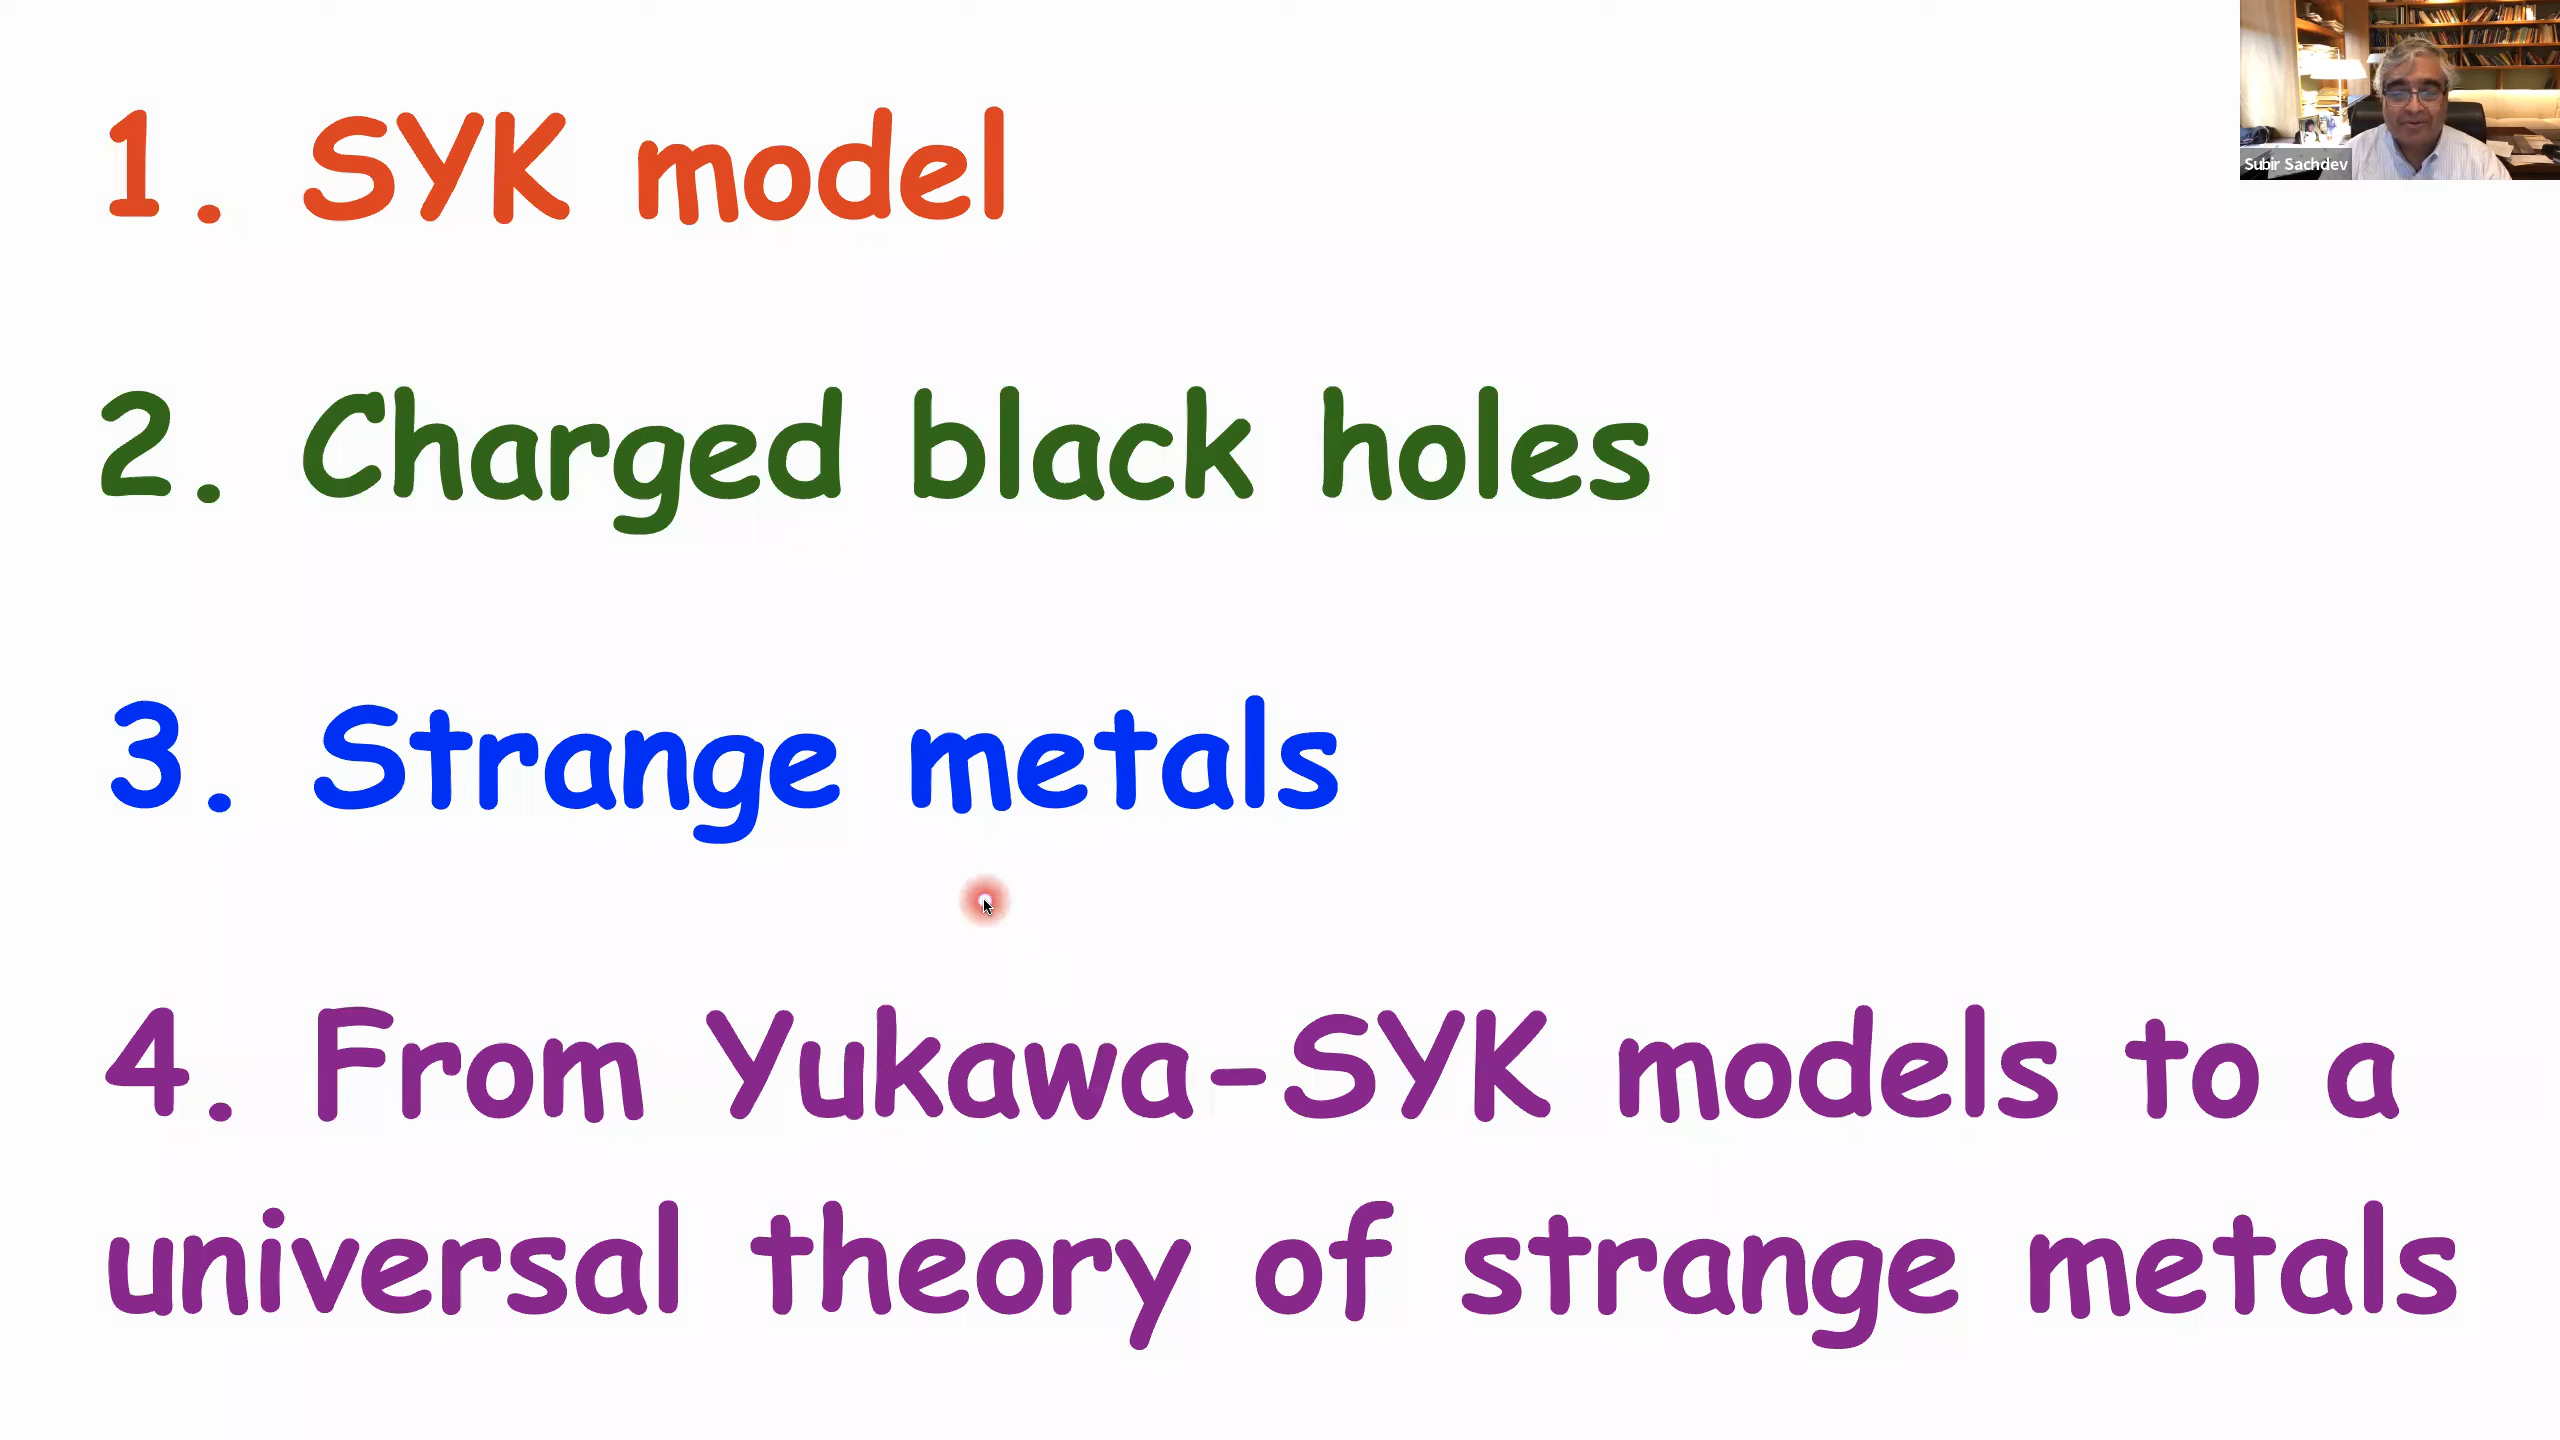 1. SYK model
Subir Sachdev
2. Charged black holes
3. Strange metals
4. From Yukawa-SYK models to a
universal theory of strange metals